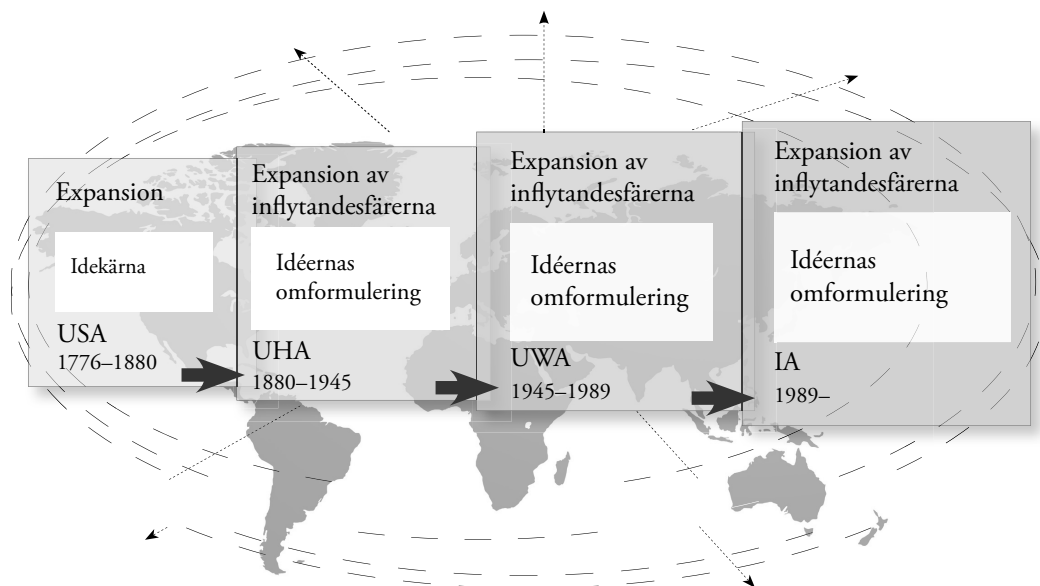 Expansion
Idekärna
USA
1776–1880
Expansion av
inflytandesfärerna
Idéernas
omformulering
UHA
1880–1945
Expansion av
inflytandesfärerna
Idéernas
omformulering
UWA
1945–1989
Expansion av
inflytandesfärerna
Idéernas
omformulering
IA
1989–